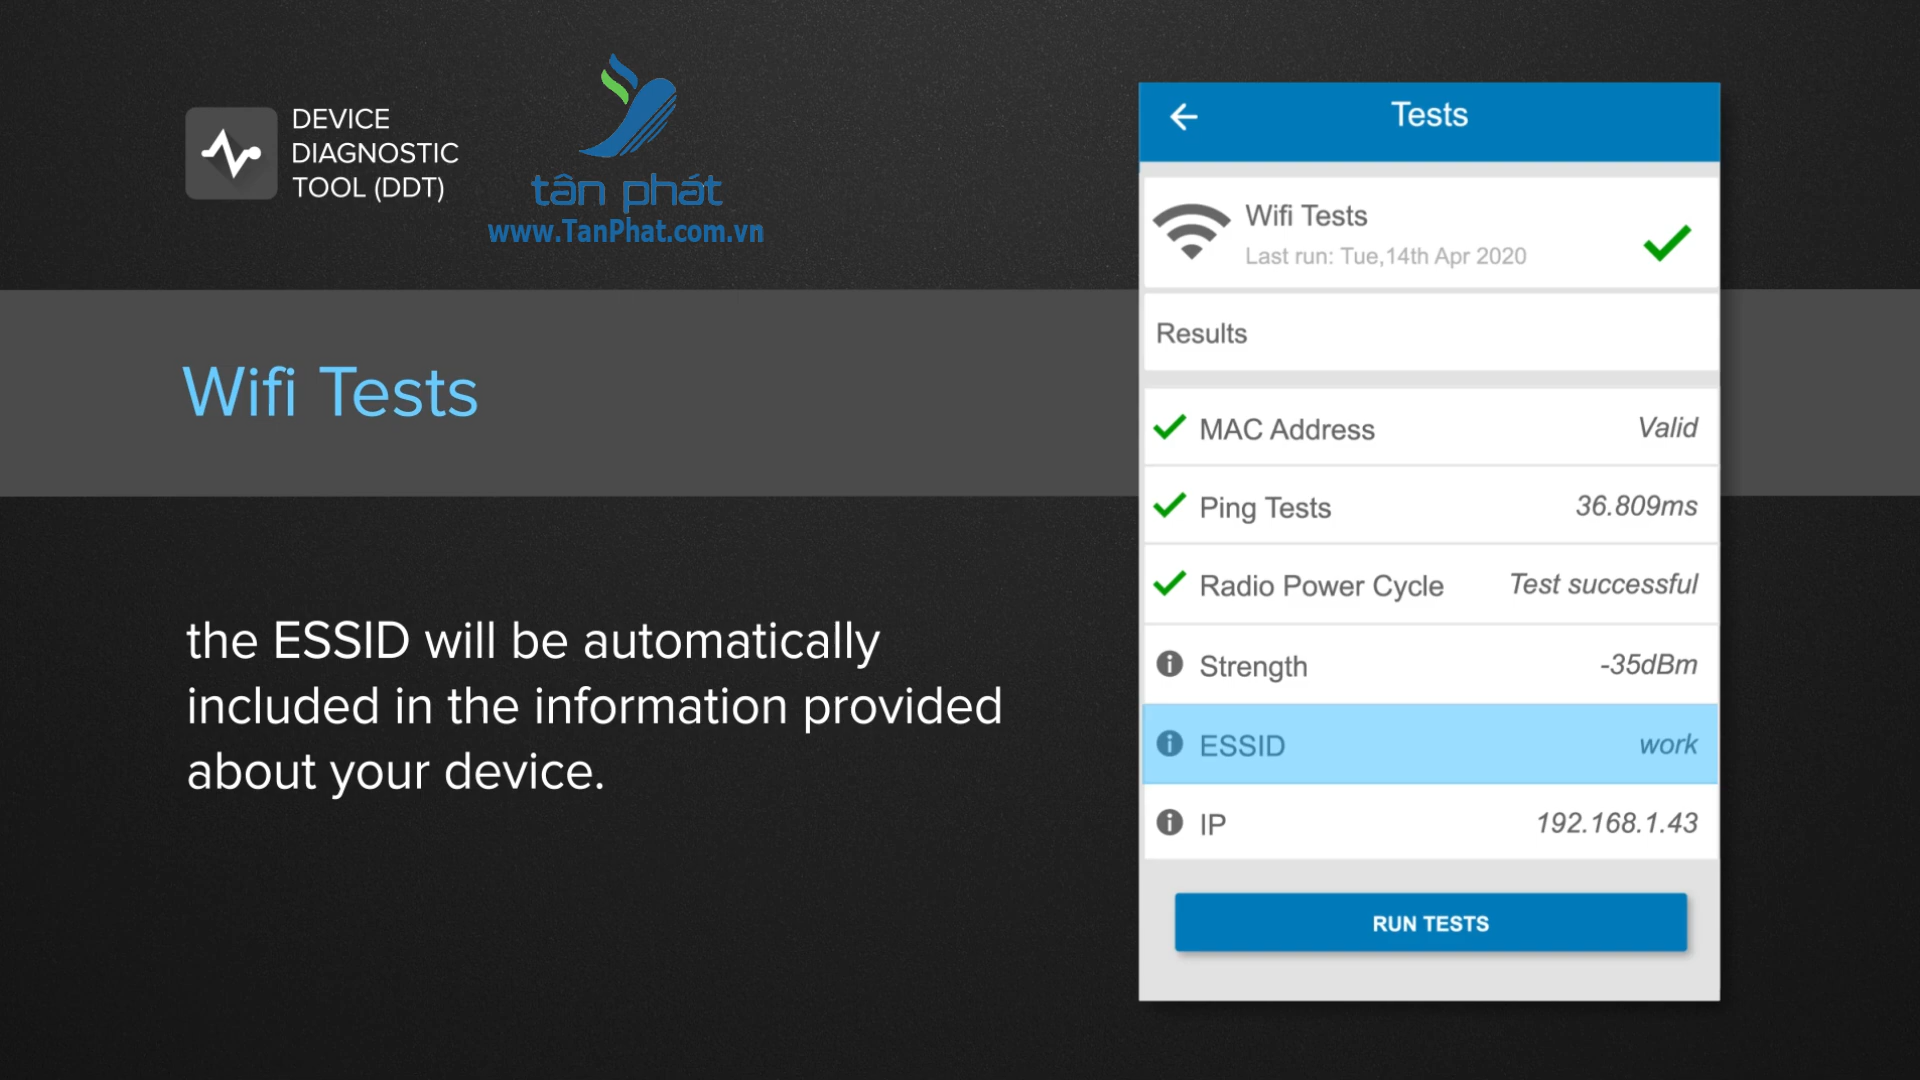 DEVICE
DIAGNOSTIC
TOOL (DDT)
tân phát
www.TanPhat.com.vn
Wifi Tests
the ESSID will be automatically
included in the information provided
about your device.
Tests
Wifi Tests
Last run: Tue,14th Apr 2020
Results
MAC Address Valid
Ping Tests 36.809ms
Radio Power Cycle Test successful
Strength -35dBm
ESSID work
IP 192.168.1.43
RUN TESTS